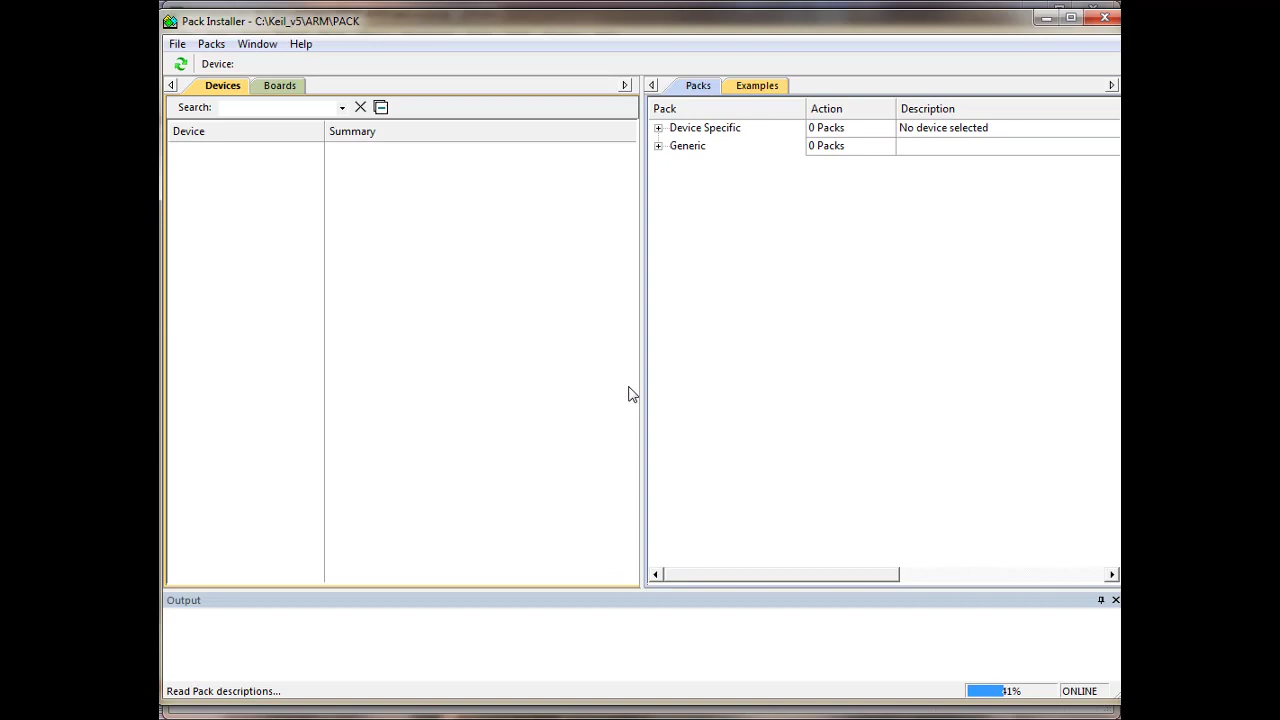 Pack Installer - C:\Keil_v5\ARM\PACK
File Packs Window Help
Device:
Devices Boards
Packs Examples
Search:
Device Summary
Pack Action Description
Device Specific 0 Packs No device selected
Generic 0 Packs
Output
Read Pack descriptions... 41% ONLINE